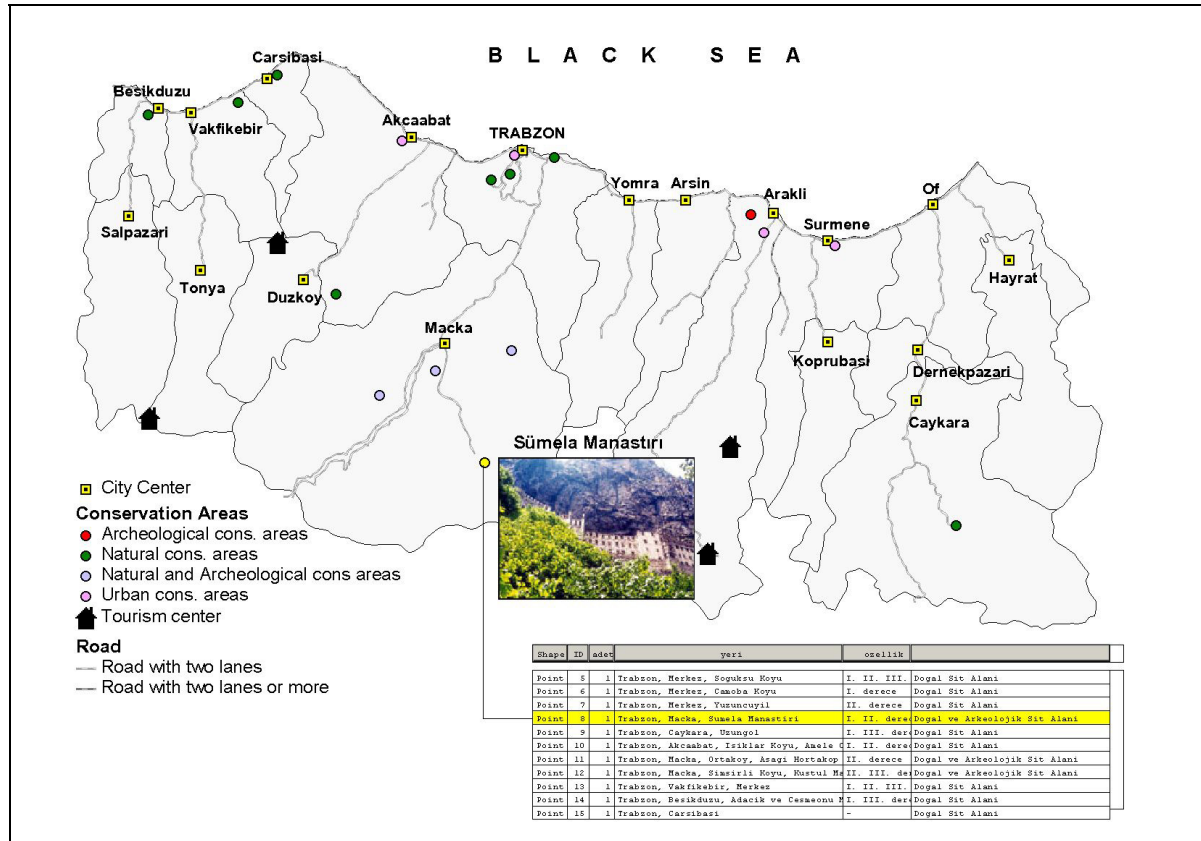 BLACK SEA
Carsibasi
Besikduzu
Vakfikebir
Akcaabat
TRABZON
Yomra
Arsin
Arakli
Of
Surmene
Salpazari
Tonya
Duzkoy
Hayrat
Macka
Koprubasi
Dernekpazari
Caykara
Sümela Manastırı
City Center
Conservation Areas
Archeological cons. areas
Natural cons. areas
Natural and Archeological cons areas
Urban cons. areas
Tourism center
Road
Road with two lanes
Road with two lanes or more
Shape ID adet yeri ozellik
Point 5 1 Trabzon, Merkez, Soguksu Koyu I. II. III. Dogal Sit Alani
Point 6 1 Trabzon, Merkez, Camoba Koyu I. derece Dogal Sit Alani
Point 7 1 Trabzon, Merkez, Yuzuncuyil II. derece Dogal Sit Alani
Point 8 1 Trabzon, Macka, Sumela Manastiri I. II. derec Dogal ve Arkeolojik Sit Alani
Point 9 1 Trabzon, Caykara, Uzungol I. III. dere Dogal Sit Alani
Point 10 1 Trabzon, Akcaabat, Isiklar Koyu, Amele I. II. derec Dogal Sit Alani
Point 11 1 Trabzon, Macka, Ortakoy, Asagi Hortakop II. derece Dogal ve Arkeolojik Sit Alani
Point 12 1 Trabzon, Macka, Simsirli Koyu, Kustul Ma II. III. der Dogal ve Arkeolojik Sit Alani
Point 13 1 Trabzon, Vakfikebir, Merkez I. II. III. Dogal Sit Alani
Point 14 1 Trabzon, Besikduzu, Adacik ve Cesmeonu I. III. dere Dogal Sit Alani
Point 15 1 Trabzon, Carsibasi - Dogal Sit Alani